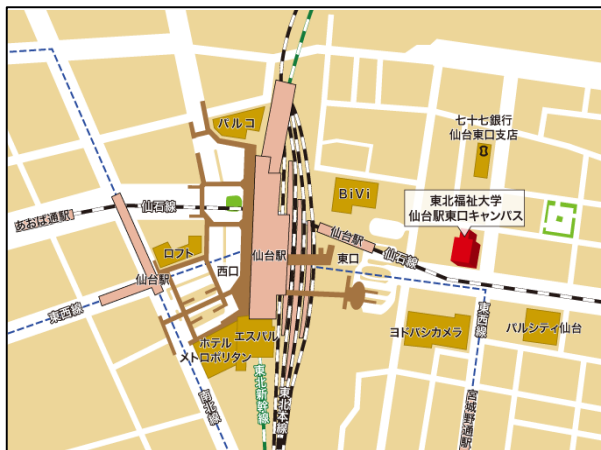 パルコ
七十七銀行
仙台東口支店
BiVi
東北福祉大学
仙台駅東口キャンパス
あおば通駅
仙石線
仙台駅
仙石線
ロフト
西口
仙台駅
東口
仙台駅
東西線
ホテル
メトロポリタン
エスパル
ヨドバシカメラ
東西線
パルシティ仙台
南北線
東北新幹線
東北本線
宮城野通駅